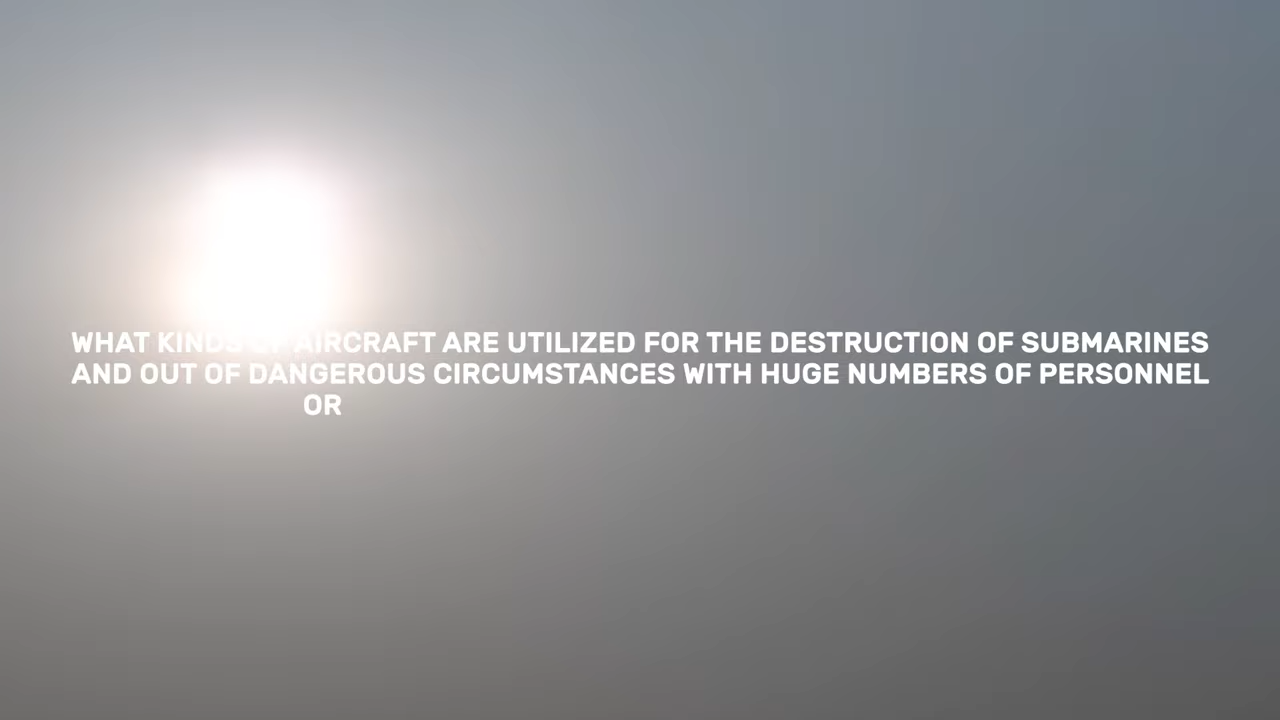 WHAT KINDS OF AIRCRAFT ARE UTILIZED FOR THE DESTRUCTION OF SUBMARINES
AND OUT OF DANGEROUS CIRCUMSTANCES WITH HUGE NUMBERS OF PERSONNEL
OR